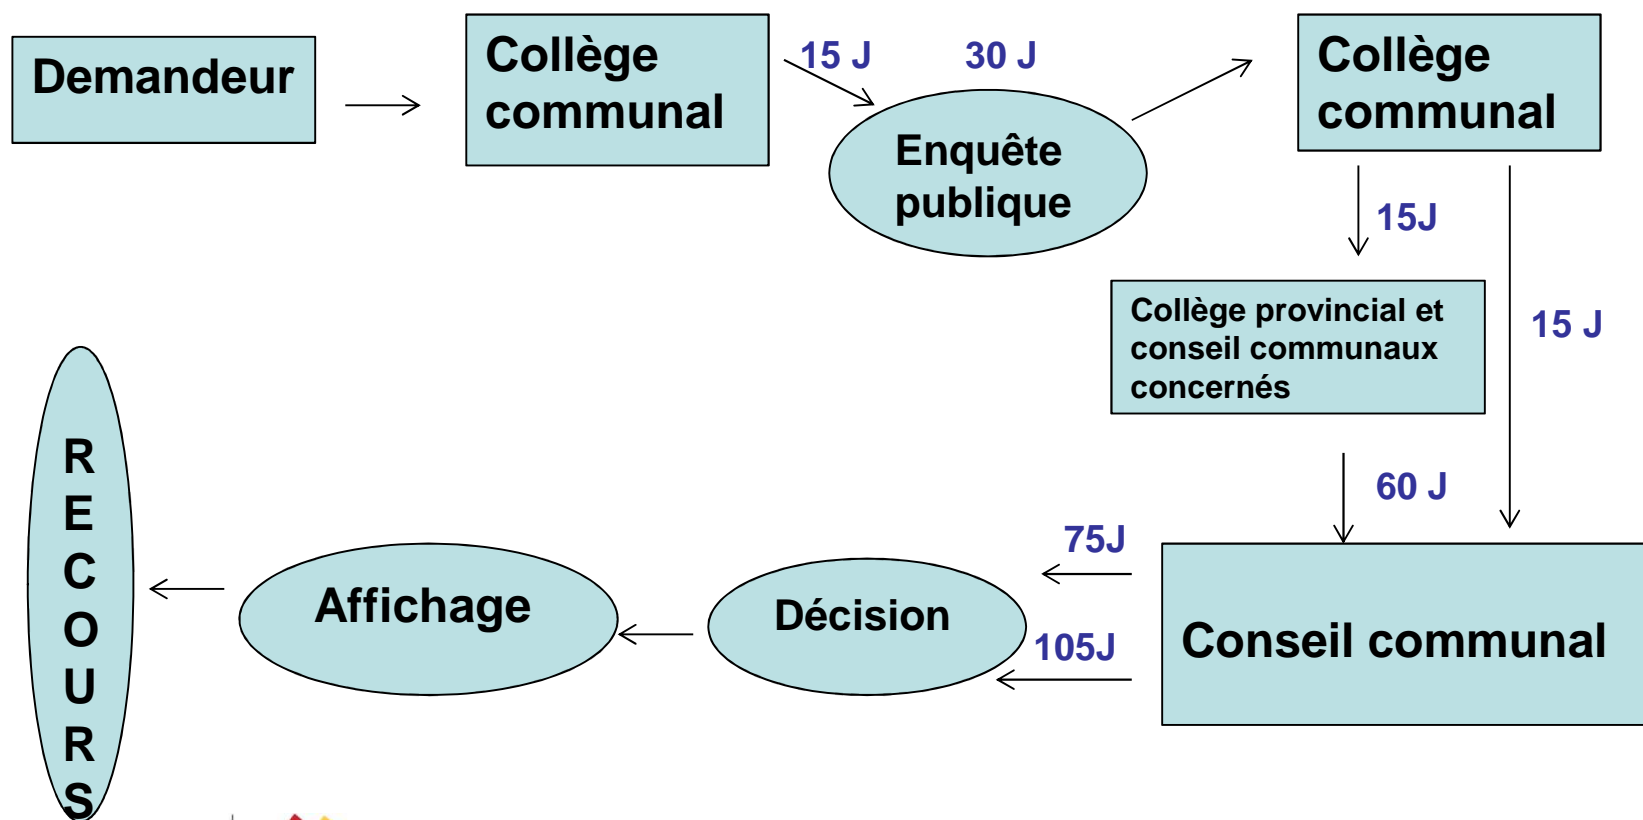 Demandeur
Collège
communal
15 J
30 J
Enquête
publique
Collège
communal
15J
15 J
Collège provincial et
conseil communaux
concernés
60 J
Conseil communal
75J
105J
Décision
Affichage
R
E
C
O
U
R
S